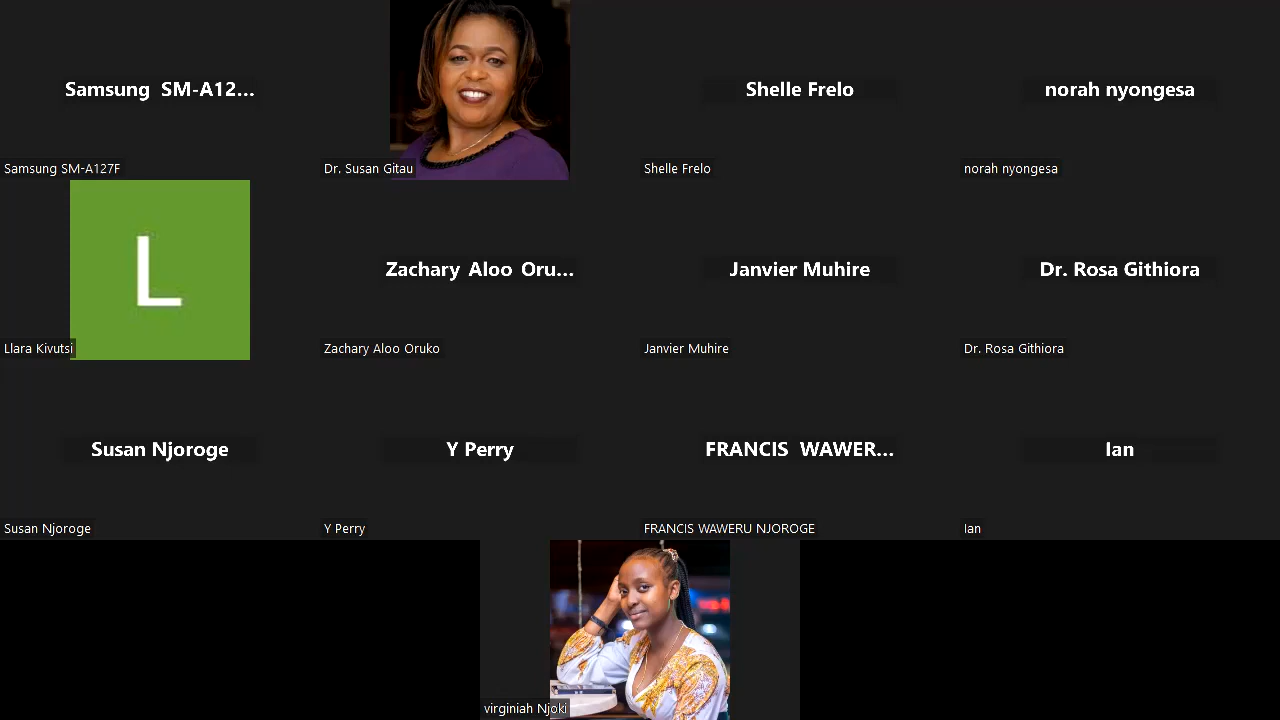 Samsung SM-A12...
Shelle Frelo
norah nyongesa
Samsung SM-A127F
Dr. Susan Gitau
Shelle Frelo
norah nyongesa
L
Zachary Aloo Oru...
Janvier Muhire
Dr. Rosa Githiora
Llara Kivutsi
Zachary Aloo Oruko
Janvier Muhire
Dr. Rosa Githiora
Susan Njoroge
Y Perry
FRANCIS WAWER...
Ian
Susan Njoroge
Y Perry
FRANCIS WAWERU NJOROGE
Ian
virginiah Njoki